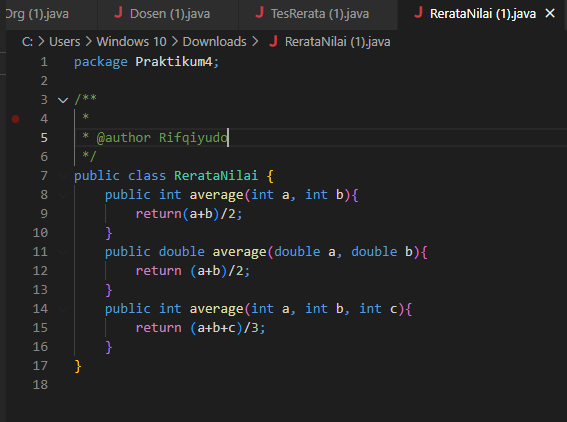 Org (1).java J Dosen (1).java J TesRerata (1).java J RerataNilai (1).java ×
C: > Users > Windows 10 > Downloads > J RerataNilai (1).java
1 package Praktikum4;
2
3 /**
4  *
5  * @author Rifqiyudo
6  */
7 public class RerataNilai {
8     public int average(int a, int b){
9         return(a+b)/2;
10     }
11     public double average(double a, double b){
12         return (a+b)/2;
13     }
14     public int average(int a, int b, int c){
15         return (a+b+c)/3;
16     }
17 }
18